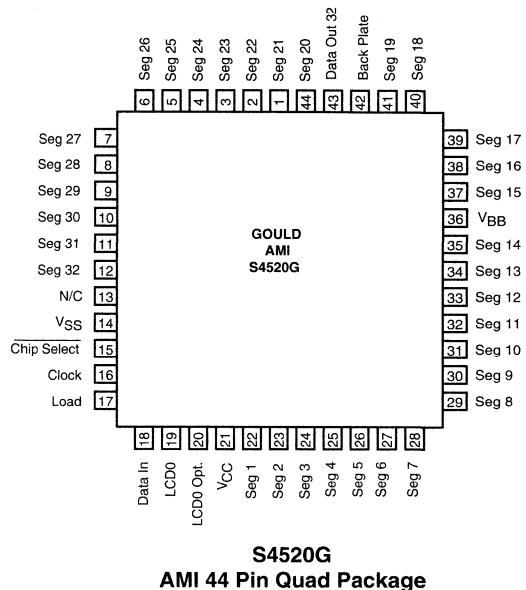 Seg 26
Seg 25
Seg 24
Seg 23
Seg 22
Seg 21
Seg 20
Data Out 32
Back Plate
Seg 19
Seg 18
6
5
4
3
2
1
44
43
42
41
40
Seg 27 7
Seg 28 8
Seg 29 9
Seg 30 10
Seg 31 11
Seg 32 12
N/C 13
VSS 14
Chip Select 15
Clock 16
Load 17
GOULD
AMI
S4520G
39 Seg 17
38 Seg 16
37 Seg 15
36 VBB
35 Seg 14
34 Seg 13
33 Seg 12
32 Seg 11
31 Seg 10
30 Seg 9
29 Seg 8
18
19
20
21
22
23
24
25
26
27
28
Data In
LCD0
LCD0 Opt.
VCC
Seg 1
Seg 2
Seg 3
Seg 4
Seg 5
Seg 6
Seg 7
S4520G
AMI 44 Pin Quad Package